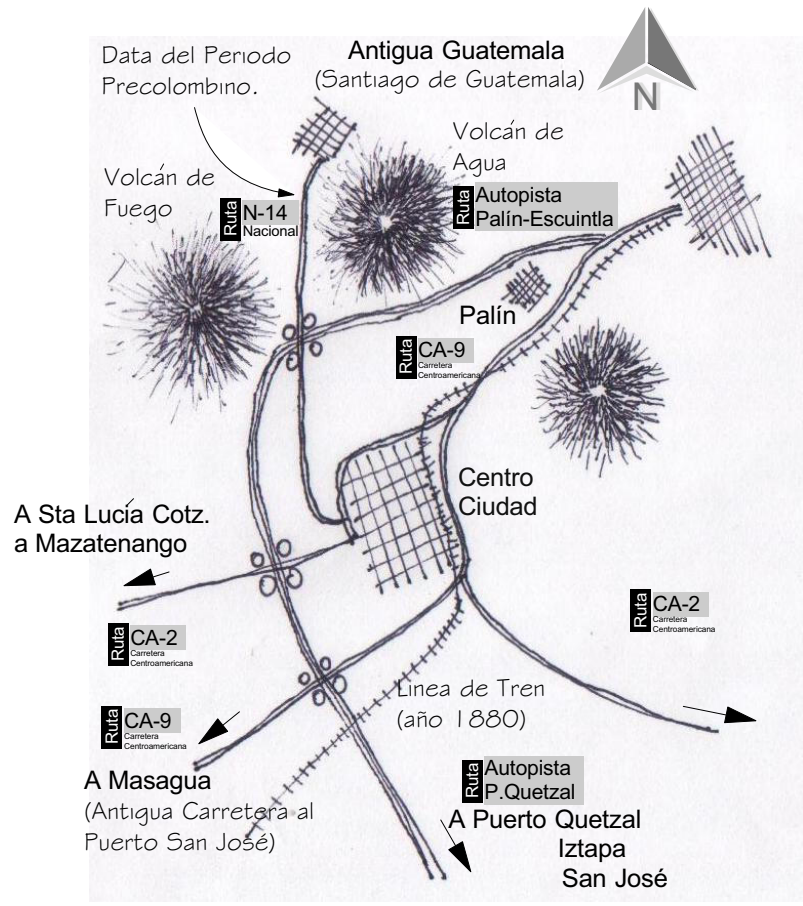 Data del Periodo
Precolombino.
Antigua Guatemala
(Santiago de Guatemala)
N
Volcán de
Agua
Volcán de
Fuego
Ruta N-14
Nacional
Ruta Autopista
Palín-Escuintla
Palín
Ruta CA-9
Carretera
Centroamericana
Centro
Ciudad
A Sta Lucía Cotz.
a Mazatenango
Ruta CA-2
Carretera
Centroamericana
Ruta CA-2
Carretera
Centroamericana
Linea de Tren
(año 1880)
Ruta CA-9
Carretera
Centroamericana
A Masagua
(Antigua Carretera al
Puerto San José)
Ruta Autopista
P.Quetzal
A Puerto Quetzal
Iztapa
San José